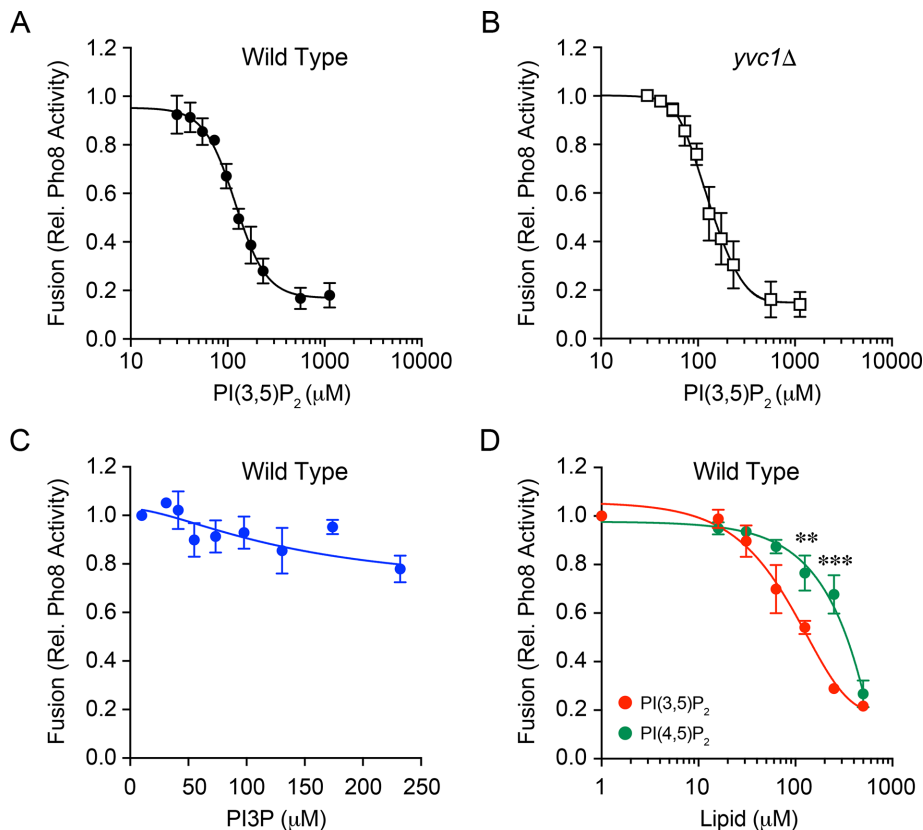 A
Wild Type
Fusion (Rel. Pho8 Activity)
1.2
1.0
0.8
0.6
0.4
0.2
0.0
10 100 1000 10000
PI(3,5)P₂ (μM)
B
yvc1Δ
Fusion (Rel. Pho8 Activity)
1.2
1.0
0.8
0.6
0.4
0.2
0.0
10 100 1000 10000
PI(3,5)P₂ (μM)
C
Wild Type
Fusion (Rel. Pho8 Activity)
1.2
1.0
0.8
0.6
0.4
0.2
0.0
0 50 100 150 200 250
PI3P (μM)
D
Wild Type
Fusion (Rel. Pho8 Activity)
1.2
1.0
0.8
0.6
0.4
0.2
0.0
**
***
PI(3,5)P₂
PI(4,5)P₂
1 10 100 1000
Lipid (μM)